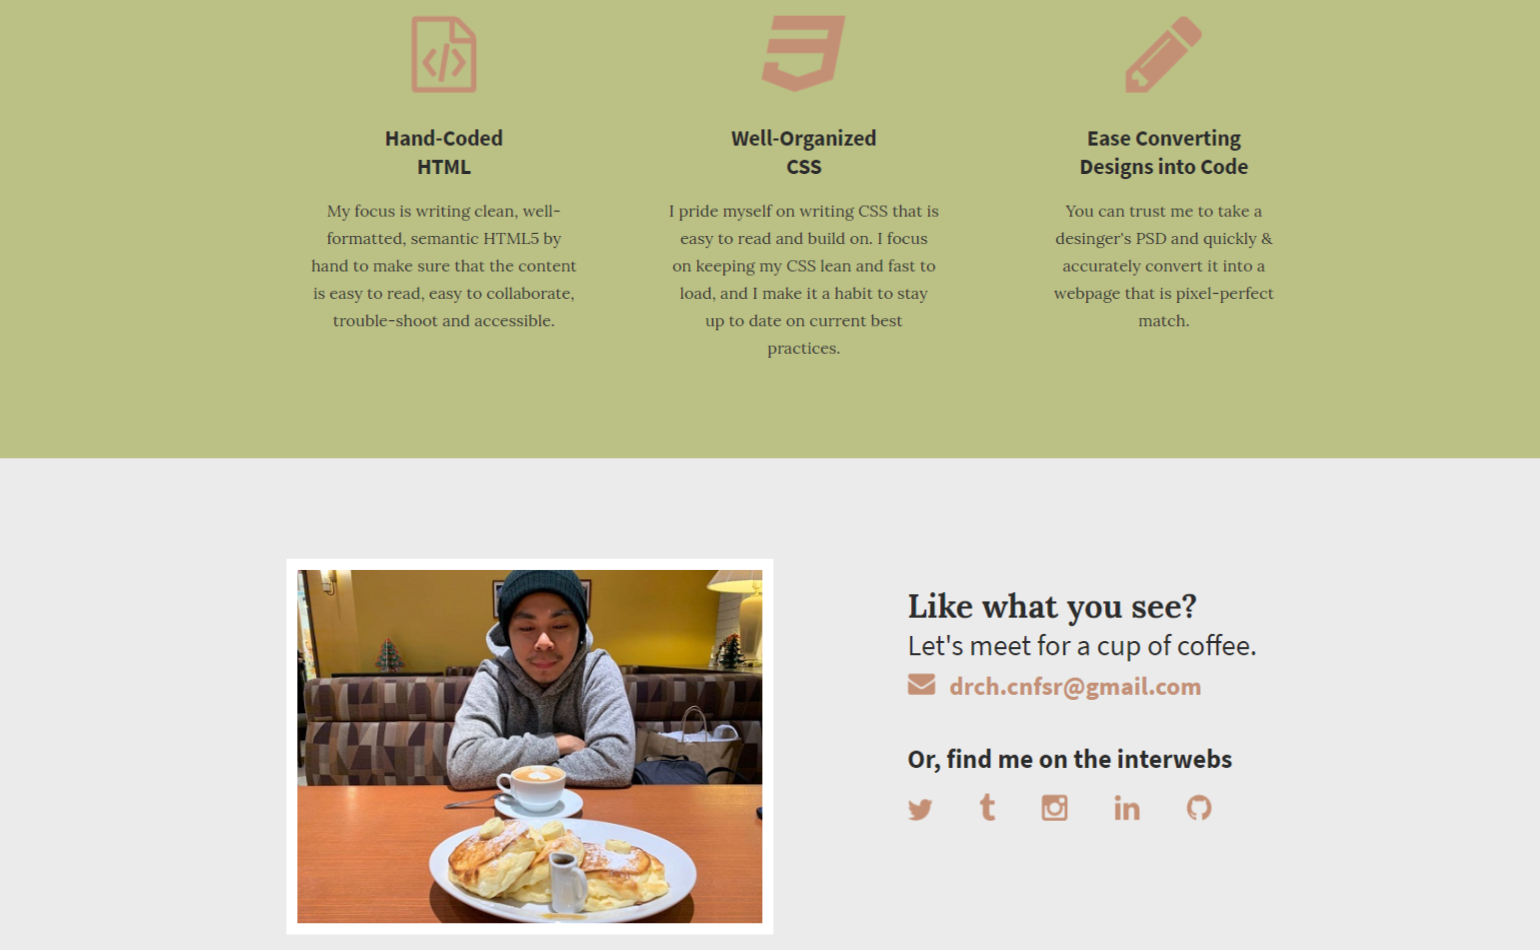 Hand-Coded
HTML
My focus is writing clean, well-
formatted, semantic HTML5 by
hand to make sure that the content
is easy to read, easy to collaborate,
trouble-shoot and accessible.
Well-Organized
CSS
I pride myself on writing CSS that is
easy to read and build on. I focus
on keeping my CSS lean and fast to
load, and I make it a habit to stay
up to date on current best
practices.
Ease Converting
Designs into Code
You can trust me to take a
desinger's PSD and quickly &
accurately convert it into a
webpage that is pixel-perfect
match.
Like what you see?
Let's meet for a cup of coffee.
drch.cnfsr@gmail.com
Or, find me on the interwebs